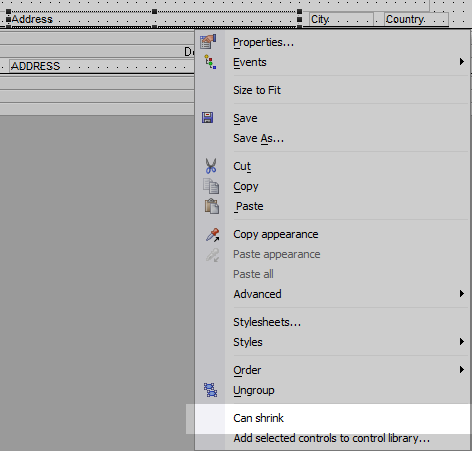 Address City Country
Properties...
De
Events
ADDRESS
Size to Fit
Save
Save As...
Cut
Copy
Paste
Copy appearance
Paste appearance
Paste all
Advanced
Stylesheets...
Styles
Order
Ungroup
Can shrink
Add selected controls to control library...